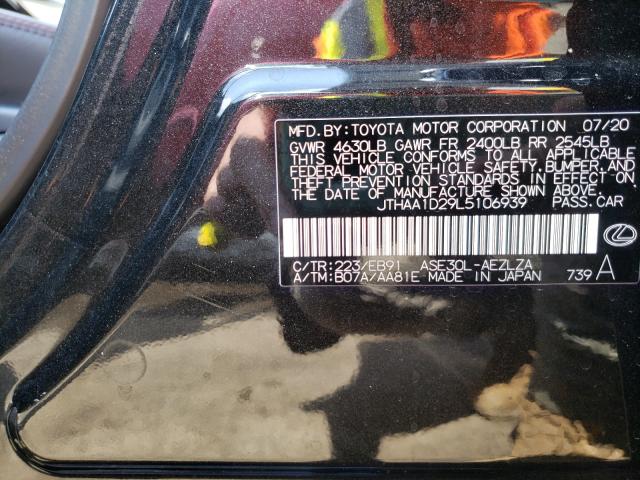 MFD. BY: TOYOTA MOTOR CORPORATION 07/20
GVWR 4630LB GAWR FR 2400LB RR 2545LB
THIS VEHICLE CONFORMS TO ALL APPLICABLE
FEDERAL MOTOR VEHICLE SAFETY, BUMPER, AND
THEFT PREVENTION STANDARDS IN EFFECT ON
THE DATE OF MANUFACTURE SHOWN ABOVE.
JTHAA1D29L5106939 PASS.CAR
C/TR: 223/EB91 ASE30L-AEZLZA
A/TM: B07A/AA81E MADE IN JAPAN 739 A